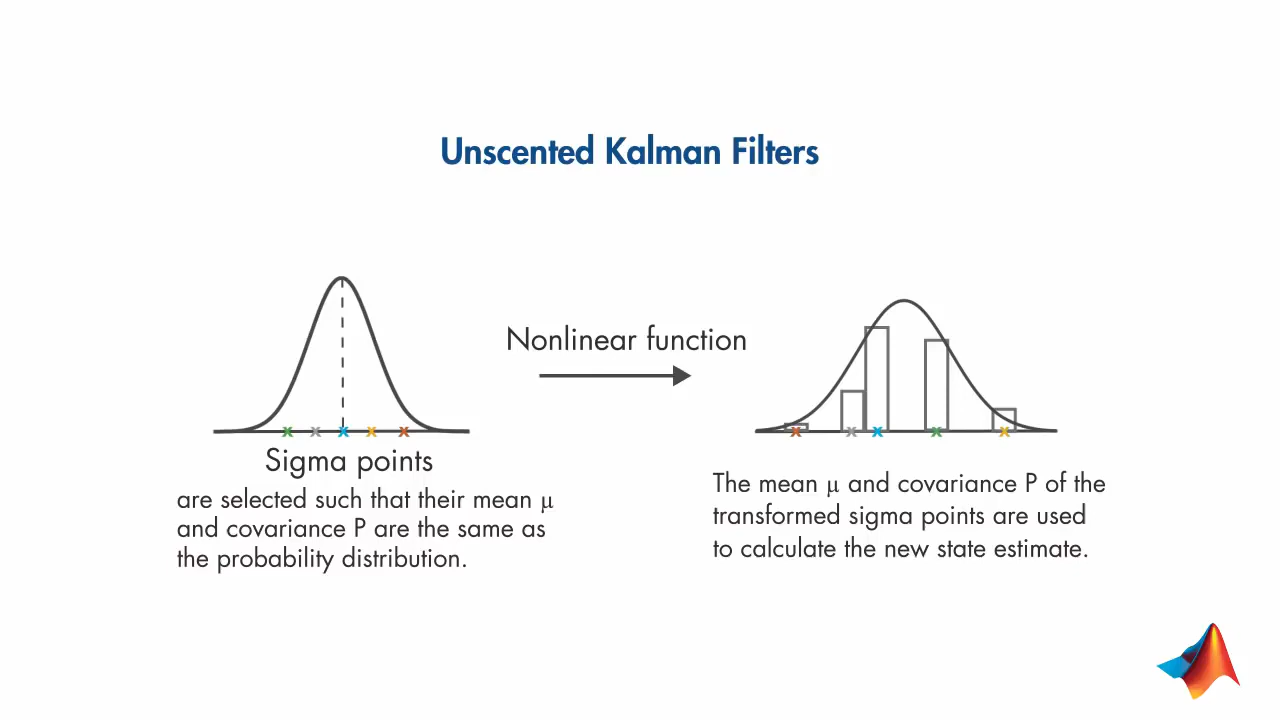 Unscented Kalman Filters
Nonlinear function
Sigma points
are selected such that their mean μ
and covariance P are the same as
the probability distribution.
The mean μ and covariance P of the
transformed sigma points are used
to calculate the new state estimate.